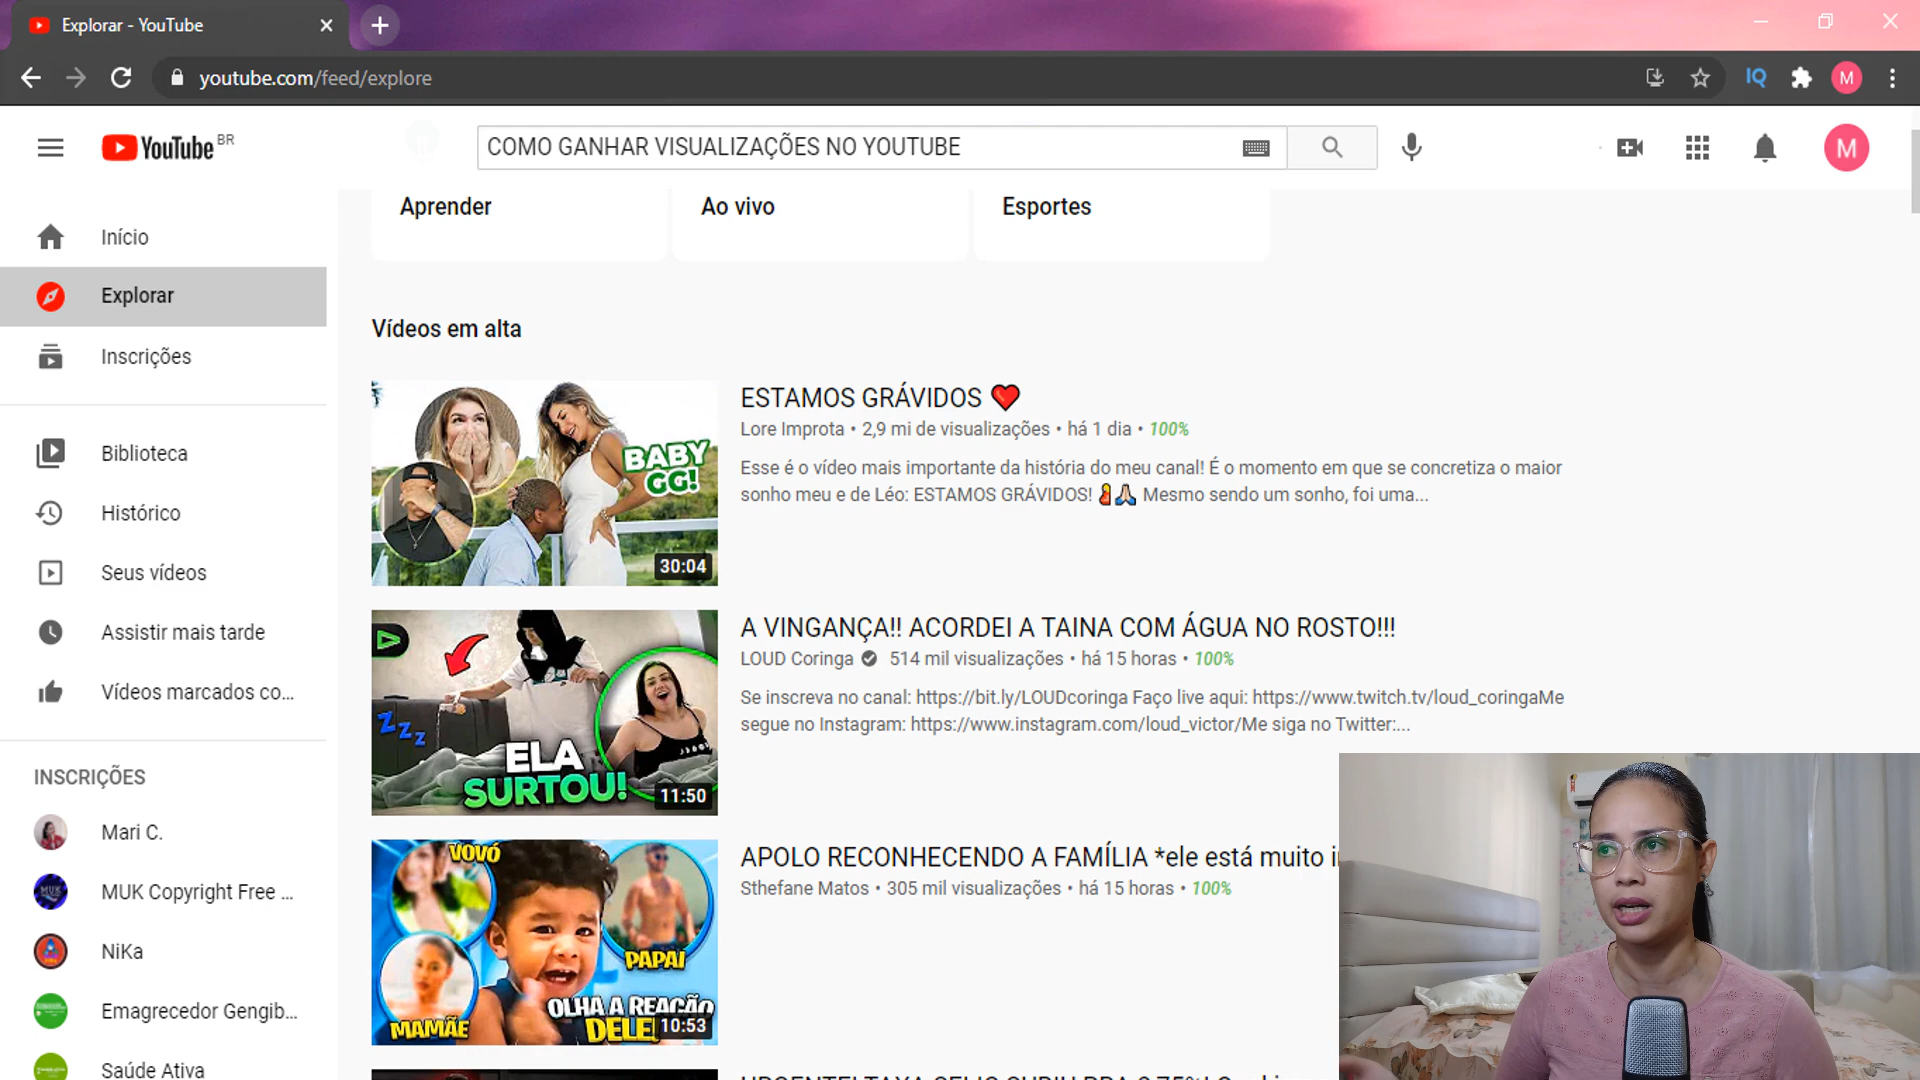 Explorar - YouTube
youtube.com/feed/explore
IQ
M
YouTube BR
COMO GANHAR VISUALIZAÇÕES NO YOUTUBE
M
Início
Explorar
Inscrições
Biblioteca
Histórico
Seus vídeos
Assistir mais tarde
Vídeos marcados co...
INSCRIÇÕES
Mari C.
MUK Copyright Free ...
NiKa
Emagrecedor Gengib...
Saúde Ativa
Aprender
Ao vivo
Esportes
Vídeos em alta
BABY
GG!
30:04
ESTAMOS GRÁVIDOS ❤️
Lore Improta • 2,9 mi de visualizações • há 1 dia • 100%
Esse é o vídeo mais importante da história do meu canal! É o momento em que se concretiza o maior
sonho meu e de Léo: ESTAMOS GRÁVIDOS! 🤰🙏🏻 Mesmo sendo um sonho, foi uma...
ZZZ
ELA
SURTOU!
11:50
A VINGANÇA!! ACORDEI A TAINA COM ÁGUA NO ROSTO!!!
LOUD Coringa 514 mil visualizações • há 15 horas • 100%
Se inscreva no canal: https://bit.ly/LOUDcoringa Faço live aqui: https://www.twitch.tv/loud_coringaMe
segue no Instagram: https://www.instagram.com/loud_victor/Me siga no Twitter:...
VOVÓ
PAPAI
MAMÃE
OLHA A REAÇÃO
DELE
10:53
APOLO RECONHECENDO A FAMÍLIA *ele está muito
Sthefane Matos • 305 mil visualizações • há 15 horas • 100%